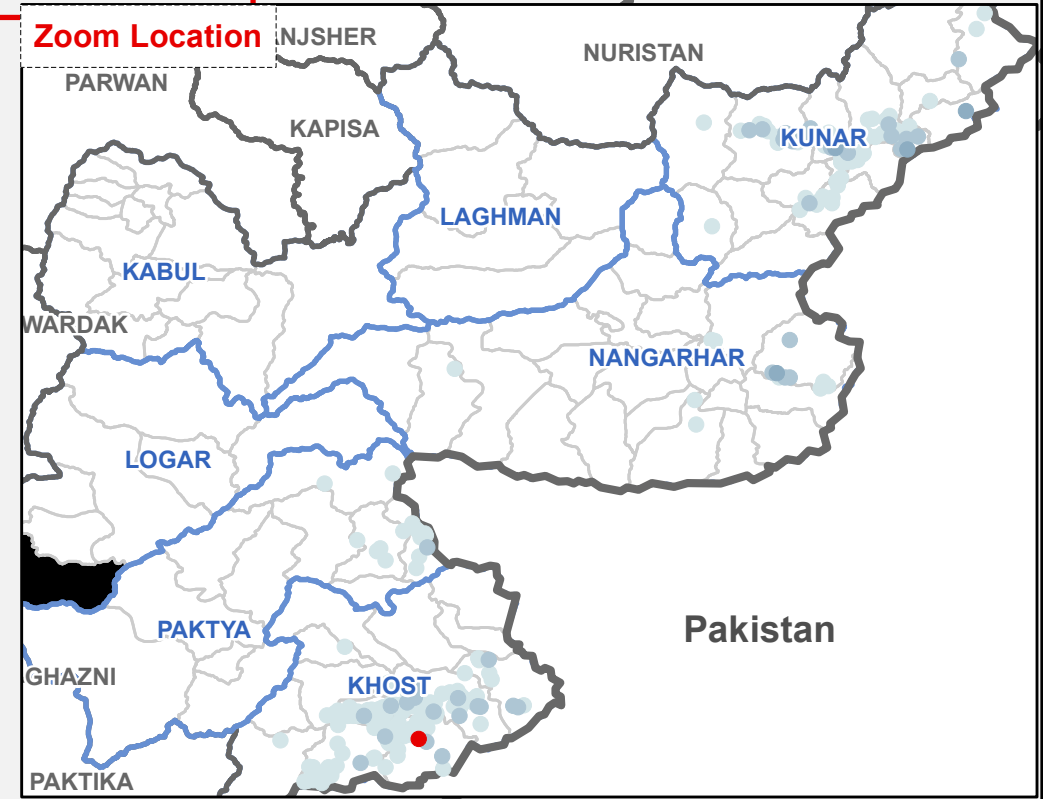 Zoom Location
NJSHER
NURISTAN
PARWAN
KAPISA
KUNAR
LAGHMAN
KABUL
WARDAK
NANGARHAR
LOGAR
PAKTYA
Pakistan
GHAZNI
KHOST
PAKTIKA